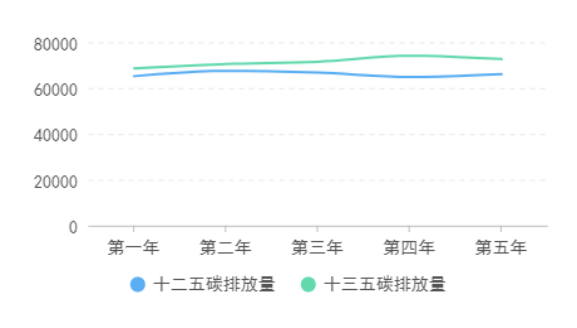 80000
60000
40000
20000
0
第一年 第二年 第三年 第四年 第五年
十二五碳排放量 十三五碳排放量